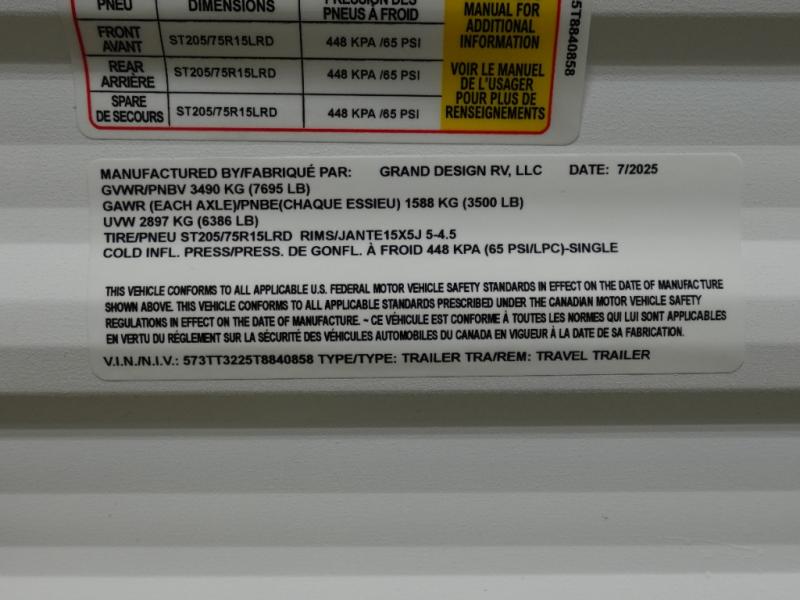 PNEU DIMENSIONS PRESSION DES
PNEUS À FROID
FRONT
AVANT ST205/75R15LRD 448 KPA /65 PSI
REAR
ARRIÈRE ST205/75R15LRD 448 KPA /65 PSI
SPARE
DE SECOURS ST205/75R15LRD 448 KPA /65 PSI
MANUAL FOR
ADDITIONAL
INFORMATION
VOIR LE MANUEL
DE L'USAGER
POUR PLUS DE
RENSEIGNEMENTS
5T8840858
MANUFACTURED BY/FABRIQUÉ PAR: GRAND DESIGN RV, LLC DATE: 7/2025
GVWR/PNBV 3490 KG (7695 LB)
GAWR (EACH AXLE)/PNBE(CHAQUE ESSIEU) 1588 KG (3500 LB)
UVW 2897 KG (6386 LB)
TIRE/PNEU ST205/75R15LRD RIMS/JANTE15X5J 5-4.5
COLD INFL. PRESS/PRESS. DE GONFL. À FROID 448 KPA (65 PSI/LPC)-SINGLE
THIS VEHICLE CONFORMS TO ALL APPLICABLE U.S. FEDERAL MOTOR VEHICLE SAFETY STANDARDS IN EFFECT ON THE DATE OF MANUFACTURE
SHOWN ABOVE. THIS VEHICLE CONFORMS TO ALL APPLICABLE STANDARDS PRESCRIBED UNDER THE CANADIAN MOTOR VEHICLE SAFETY
REGULATIONS IN EFFECT ON THE DATE OF MANUFACTURE. ~ CE VÉHICULE EST CONFORME À TOUTES LES NORMES QUI LUI SONT APPLICABLES
EN VERTU DU RÉGLEMENT SUR LA SÉCURITÉ DES VÉHICULES AUTOMOBILES DU CANADA EN VIGUEUR À LA DATE DE SA FABRICATION.
V.I.N./N.I.V.: 573TT3225T8840858 TYPE/TYPE: TRAILER TRA/REM: TRAVEL TRAILER